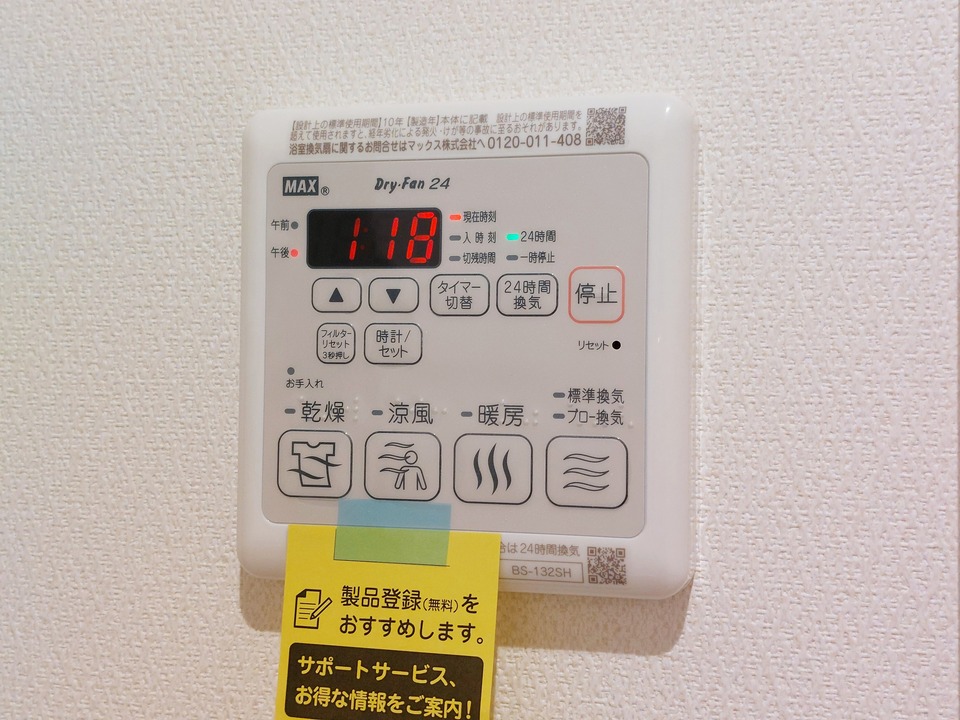 【設計上の標準使用期間】10年【製造年】本体に記載 設計上の標準使用期間を
超えて使用されますと、経年劣化による発火・けが等の事故に至るおそれがあります。
浴室換気扇に関するお問合せはマックス株式会社へ 0120-011-408
MAX® Dry・Fan 24
午前
午後
1:18
現在時刻
入時刻 24時間
切残時間 一時停止
▲ ▼
タイマー
切替
24時間
換気
停止
フィルター
リセット
3秒押し
時計/
セット
リセット
お手入れ
乾燥 涼風 暖房
標準換気
ブロー換気
合は24時間換気
BS-132SH
製品登録(無料)を
おすすめします。
サポートサービス、
お得な情報をご案内!